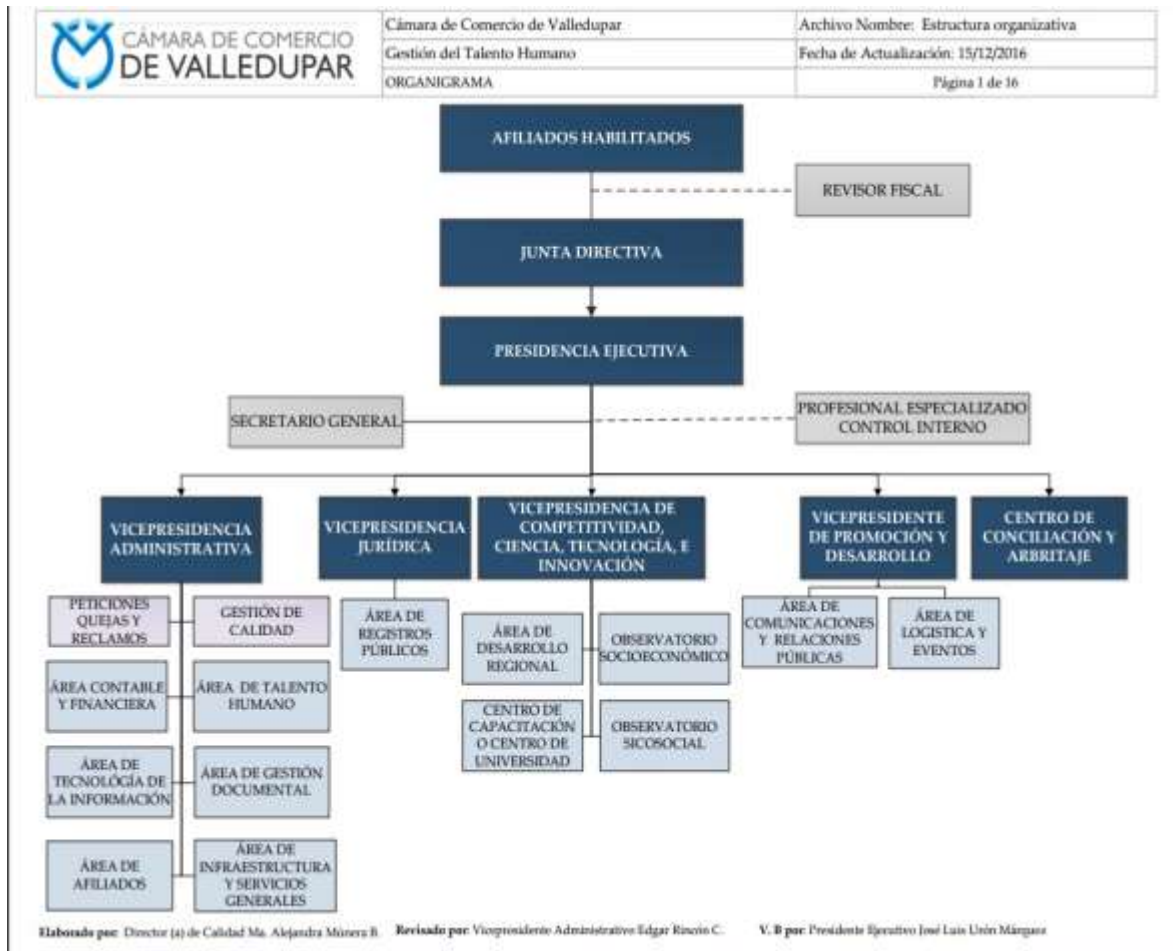 CÁMARA DE COMERCIO
DE VALLEDUPAR
Cámara de Comercio de Valledupar
Archivo Nombre: Estructura organizativa
Gestión del Talento Humano
Fecha de Actualización: 15/12/2016
ORGANIGRAMA
Página 1 de 16
AFILIADOS HABILITADOS
REVISOR FISCAL
JUNTA DIRECTIVA
PRESIDENCIA EJECUTIVA
SECRETARIO GENERAL
PROFESIONAL ESPECIALIZADO
CONTROL INTERNO
VICEPRESIDENCIA
ADMINISTRATIVA
VICEPRESIDENCIA
JURÍDICA
VICEPRESIDENCIA DE
COMPETITIVIDAD,
CIENCIA, TECNOLOGÍA, E
INNOVACIÓN
VICEPRESIDENTE
DE PROMOCIÓN Y
DESARROLLO
CENTRO DE
CONCILIACIÓN Y
ARBRITAJE
PETICIONES
QUEJAS Y
RECLAMOS
GESTIÓN DE
CALIDAD
ÁREA DE
REGISTROS
PÚBLICOS
ÁREA DE
DESARROLLO
REGIONAL
OBSERVATORIO
SOCIOECONÓMICO
ÁREA DE
COMUNICACIONES
Y RELACIONES
PÚBLICAS
ÁREA DE
LOGISTICA Y
EVENTOS
ÁREA CONTABLE
Y FINANCIERA
ÁREA DE TALENTO
HUMANO
CENTRO DE
CAPACITACIÓN
O CENTRO DE
UNIVERSIDAD
OBSERVATORIO
SICOSOCIAL
ÁREA DE
TECNOLÓGÍA DE
LA INFORMACIÓN
ÁREA DE GESTIÓN
DOCUMENTAL
ÁREA DE
AFILIADOS
ÁREA DE
INFRAESTRUCTURA
Y SERVICIOS
GENERALES
Elaborado por: Director (a) de Calidad Ma. Alejandra Múnera B.
Revisado por: Vicepresidente Administrativo Edgar Rincón C.
V. B por: Presidente Ejecutivo José Luis Urón Márquez